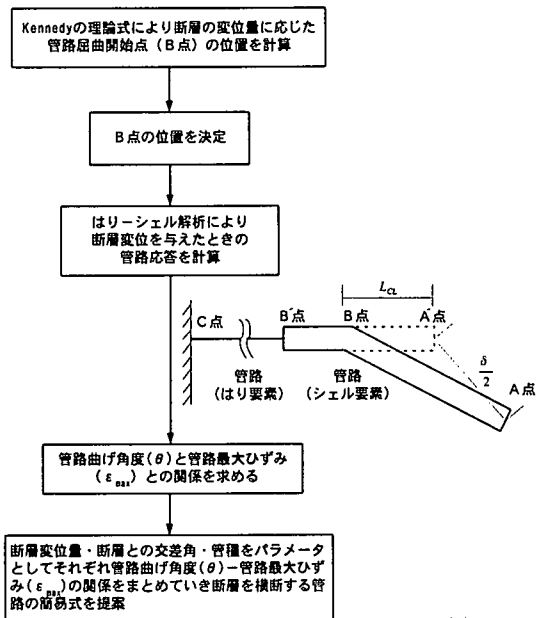 Kennedyの理論式により断層の変位量に応じた
管路屈曲開始点（B点）の位置を計算
B点の位置を決定
はりーシェル解析により
断層変位を与えたときの
管路応答を計算
C点
B´点
B点
A´点
L_CL
δ/2
A点
管路
（はり要素）
管路
（シェル要素）
管路曲げ角度(θ)と管路最大ひずみ
(ε_max)との関係を求める
断層変位量・断層との交差角・管種をパラメータ
としてそれぞれ管路曲げ角度(θ)－管路最大ひず
み(ε_max)の関係をまとめていき断層を横断する管
路の簡易式を提案